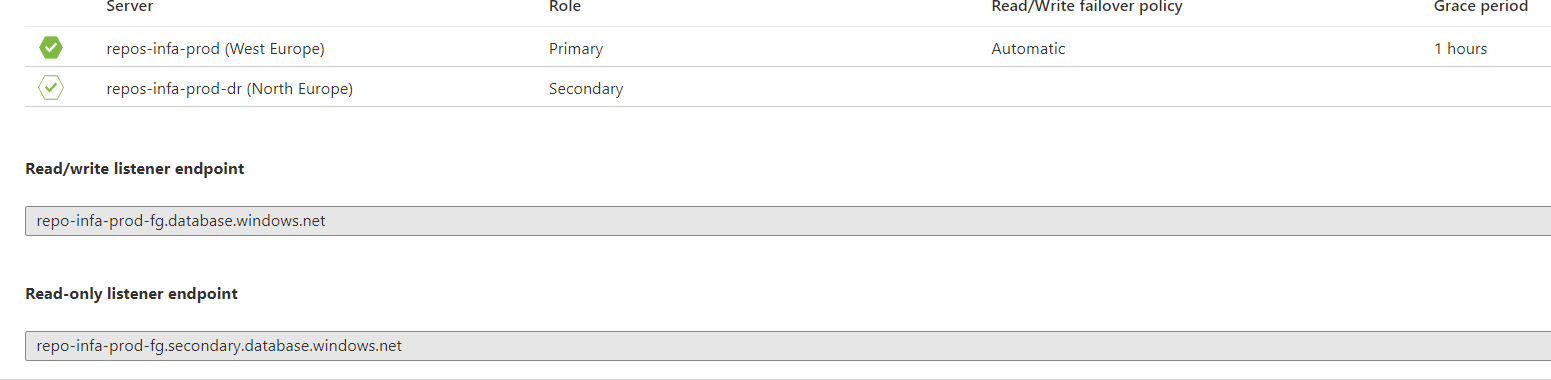 Server Role Read/Write failover policy Grace period
repos-infa-prod (West Europe) Primary Automatic 1 hours
repos-infa-prod-dr (North Europe) Secondary
Read/write listener endpoint
repo-infa-prod-fg.database.windows.net
Read-only listener endpoint
repo-infa-prod-fg.secondary.database.windows.net